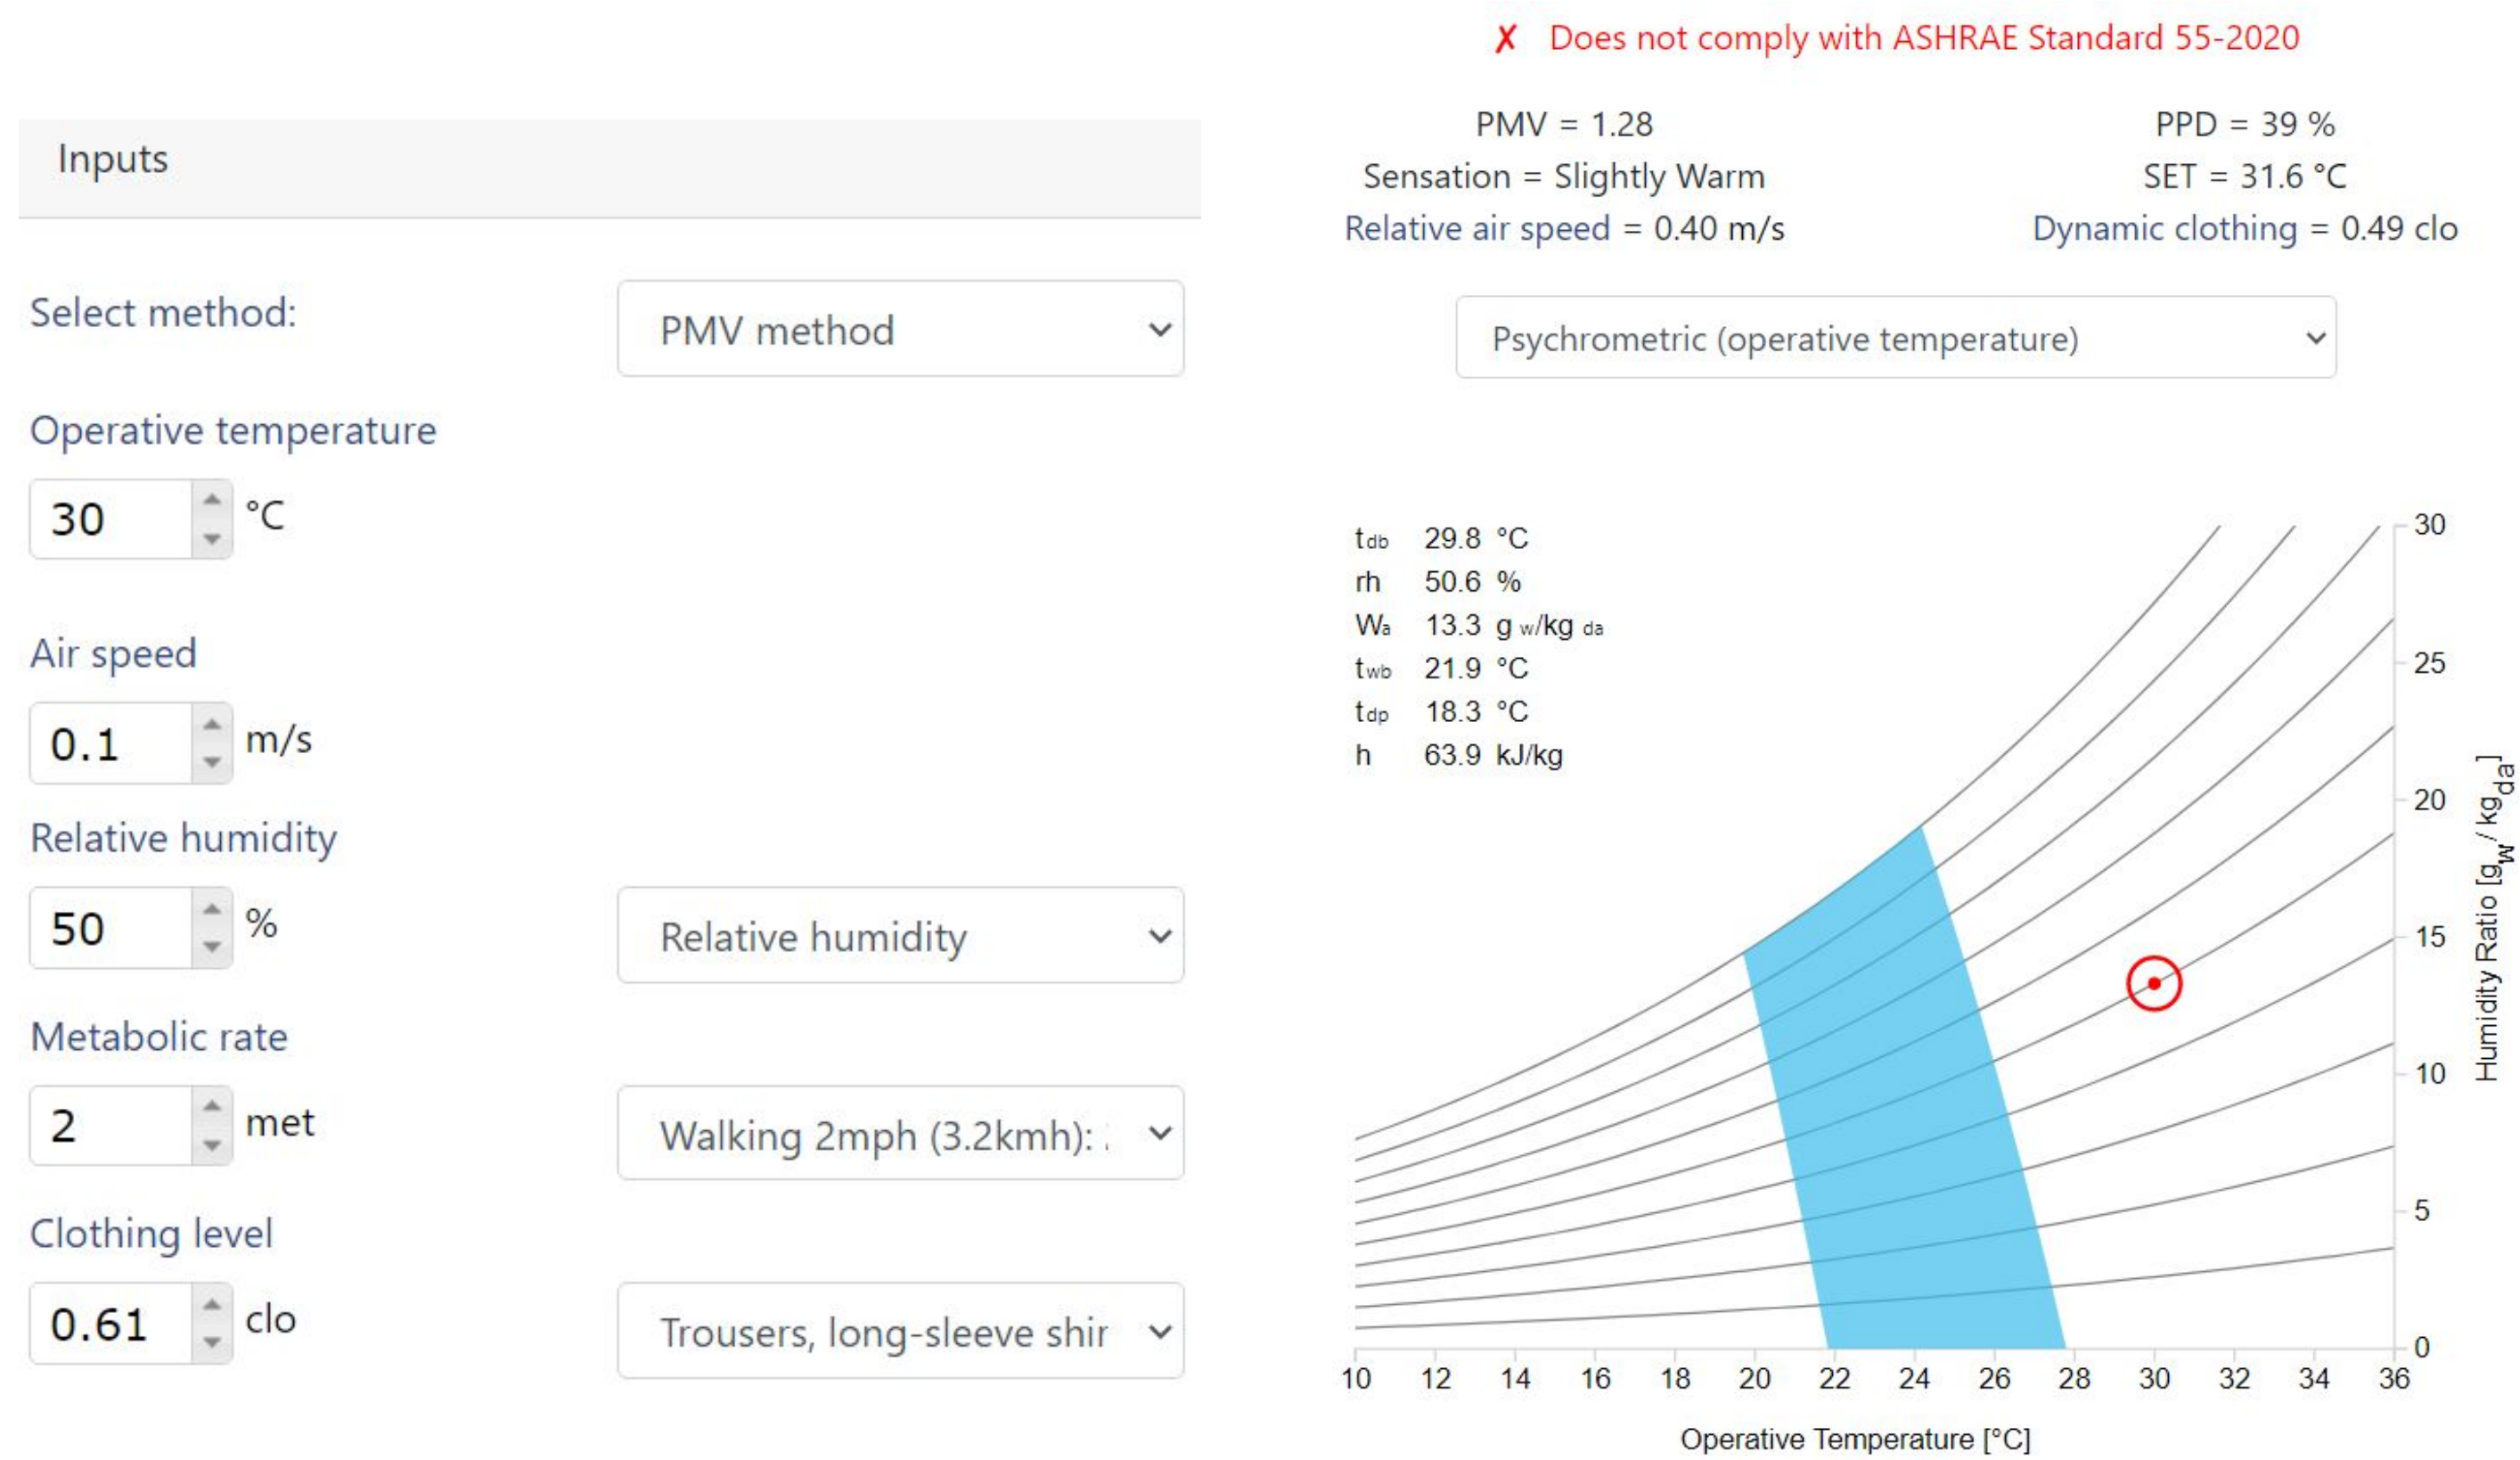 Inputs
Select method:
PMV method
Operative temperature
30 °C
Air speed
0.1 m/s
Relative humidity
50 %
Relative humidity
Metabolic rate
2 met
Walking 2mph (3.2kmh):
Clothing level
0.61 clo
Trousers, long-sleeve shir
✗ Does not comply with ASHRAE Standard 55-2020
PMV = 1.28
PPD = 39 %
Sensation = Slightly Warm
SET = 31.6 °C
Relative air speed = 0.40 m/s
Dynamic clothing = 0.49 clo
Psychrometric (operative temperature)
tdb 29.8 °C
rh 50.6 %
Wa 13.3 g w/kg da
twb 21.9 °C
tdp 18.3 °C
h 63.9 kJ/kg
30
25
20
15
10
5
0
Humidity Ratio [gw / kgda]
10 12 14 16 18 20 22 24 26 28 30 32 34 36
Operative Temperature [°C]